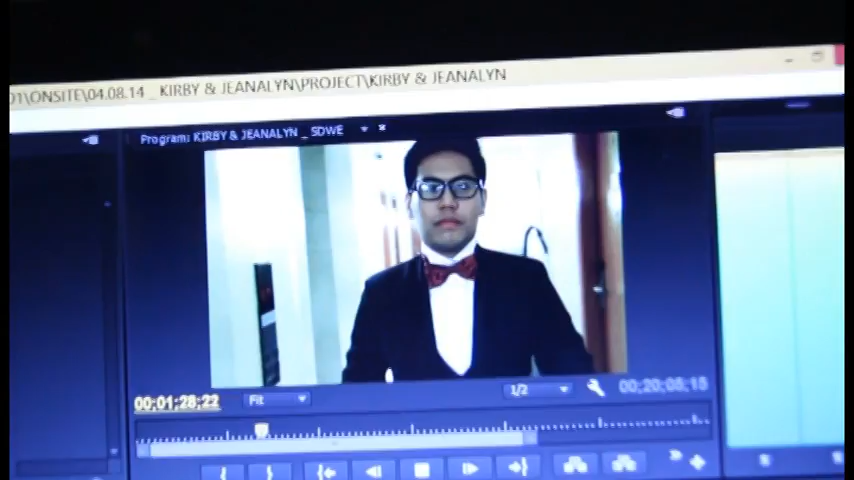 01\ONSITE\04.08.14 _ KIRBY & JEANALYN\PROJECT\KIRBY & JEANALYN
Program: KIRBY & JEANALYN _ SDWE
00;01;28;22 Fit 1/2 00;20;08;15